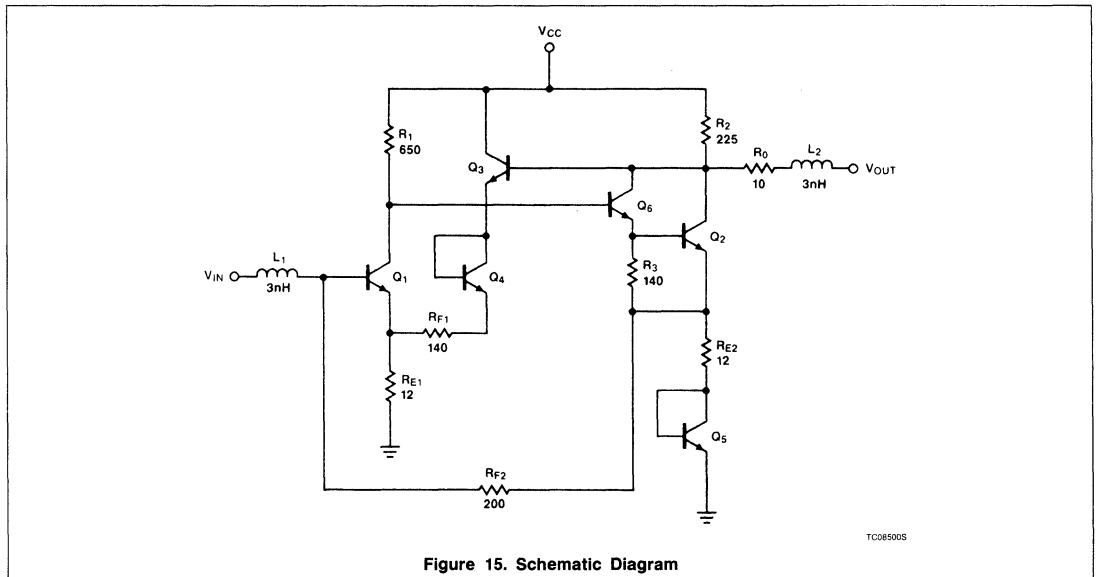 VCC
R1
650
R2
225
R0
10
L2
3nH
VOUT
Q3
Q6
Q2
L1
VIN
3nH
Q1
Q4
R3
140
RF1
140
RE2
12
RE1
12
Q5
RF2
200
TC08500S
Figure 15. Schematic Diagram